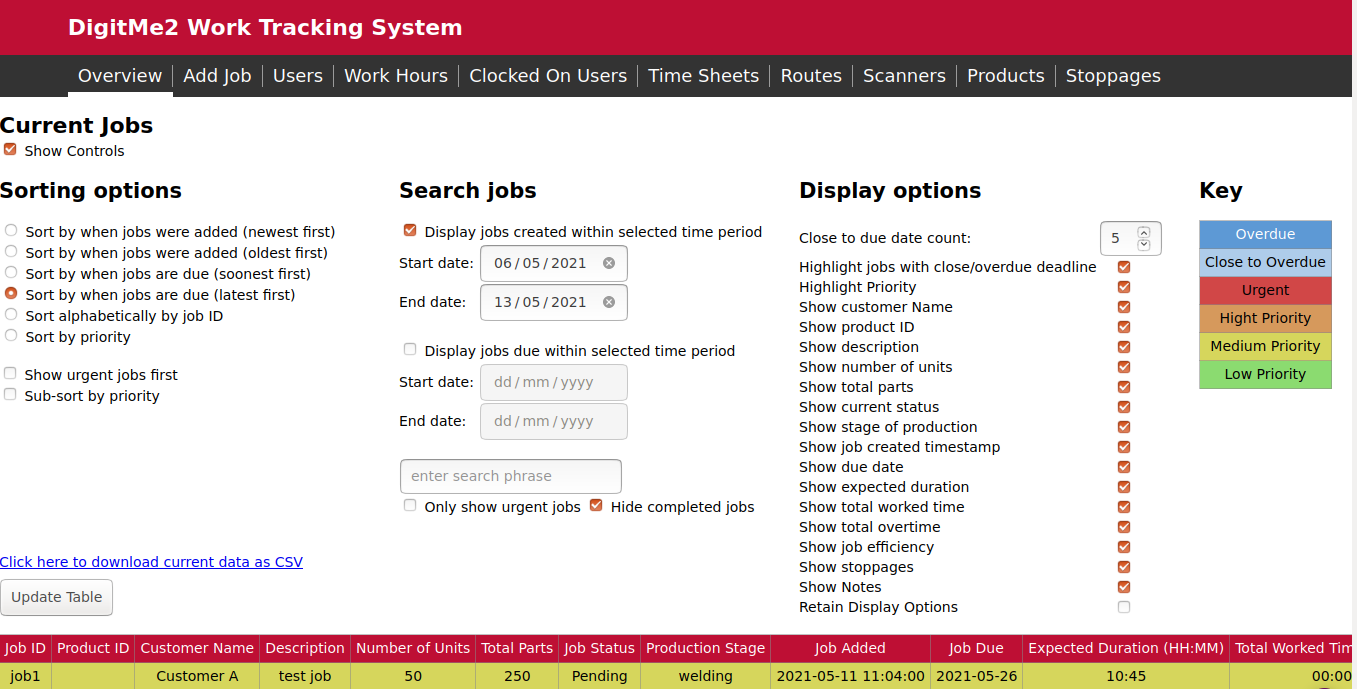 DigitMe2 Work Tracking System
Overview Add Job Users Work Hours Clocked On Users Time Sheets Routes Scanners Products Stoppages
Current Jobs
Show Controls
Sorting options
Sort by when jobs were added (newest first)
Sort by when jobs were added (oldest first)
Sort by when jobs are due (soonest first)
Sort by when jobs are due (latest first)
Sort alphabetically by job ID
Sort by priority
Show urgent jobs first
Sub-sort by priority
Click here to download current data as CSV
Update Table
Search jobs
Display jobs created within selected time period
Start date: 06/05/2021
End date: 13/05/2021
Display jobs due within selected time period
Start date: dd/mm/yyyy
End date: dd/mm/yyyy
enter search phrase
Only show urgent jobs Hide completed jobs
Display options
Close to due date count: 5
Highlight jobs with close/overdue deadline
Highlight Priority
Show customer Name
Show product ID
Show description
Show number of units
Show total parts
Show current status
Show stage of production
Show job created timestamp
Show due date
Show expected duration
Show total worked time
Show total overtime
Show job efficiency
Show stoppages
Show Notes
Retain Display Options
Key
Overdue
Close to Overdue
Urgent
Hight Priority
Medium Priority
Low Priority
Job ID Product ID Customer Name Description Number of Units Total Parts Job Status Production Stage Job Added Job Due Expected Duration (HH:MM) Total Worked
job1 Customer A test job 50 250 Pending welding 2021-05-11 11:04:00 2021-05-26 10:45 00:00